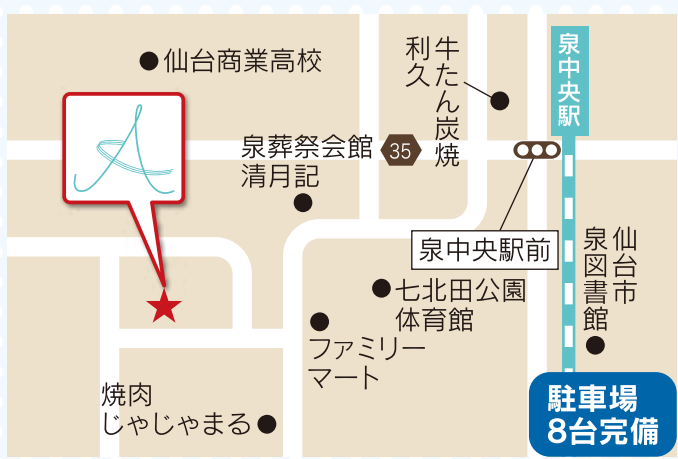 仙台商業高校
牛たん炭焼
利久
泉中央駅
泉葬祭会館
清月記
35
泉中央駅前
仙台市
泉図書館
七北田公園
体育館
ファミリー
マート
焼肉
じゃじゃまる
駐車場
8台完備
A